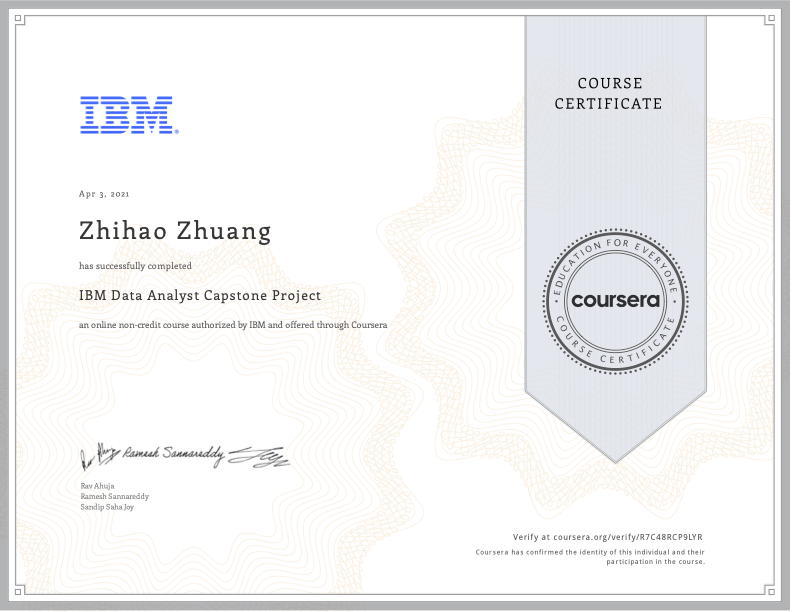 IBM®
Apr 3, 2021
Zhihao Zhuang
has successfully completed
IBM Data Analyst Capstone Project
an online non-credit course authorized by IBM and offered through Coursera
Ramesh Sannareddy
Rav Ahuja
Ramesh Sannareddy
Sandip Saha Joy
COURSE
CERTIFICATE
EDUCATION FOR EVERYONE
coursera
COURSE CERTIFICATE
Verify at coursera.org/verify/R7C48RCP9LYR
Coursera has confirmed the identity of this individual and their
participation in the course.